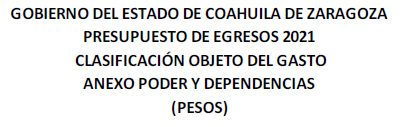 GOBIERNO DEL ESTADO DE COAHUILA DE ZARAGOZA
PRESUPUESTO DE EGRESOS 2021
CLASIFICACIÓN OBJETO DEL GASTO
ANEXO PODER Y DEPENDENCIAS
(PESOS)